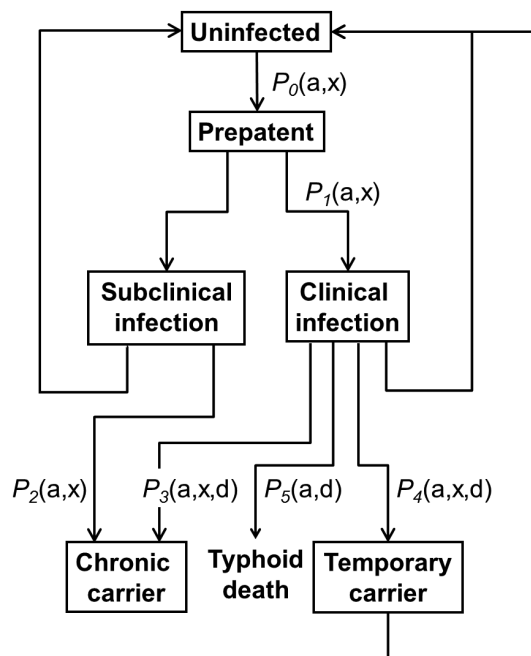 Uninfected
P0(a,x)
Prepatent
P1(a,x)
Subclinical
infection
Clinical
infection
P2(a,x)
P3(a,x,d)
P5(a,d)
P4(a,x,d)
Chronic
carrier
Typhoid
death
Temporary
carrier